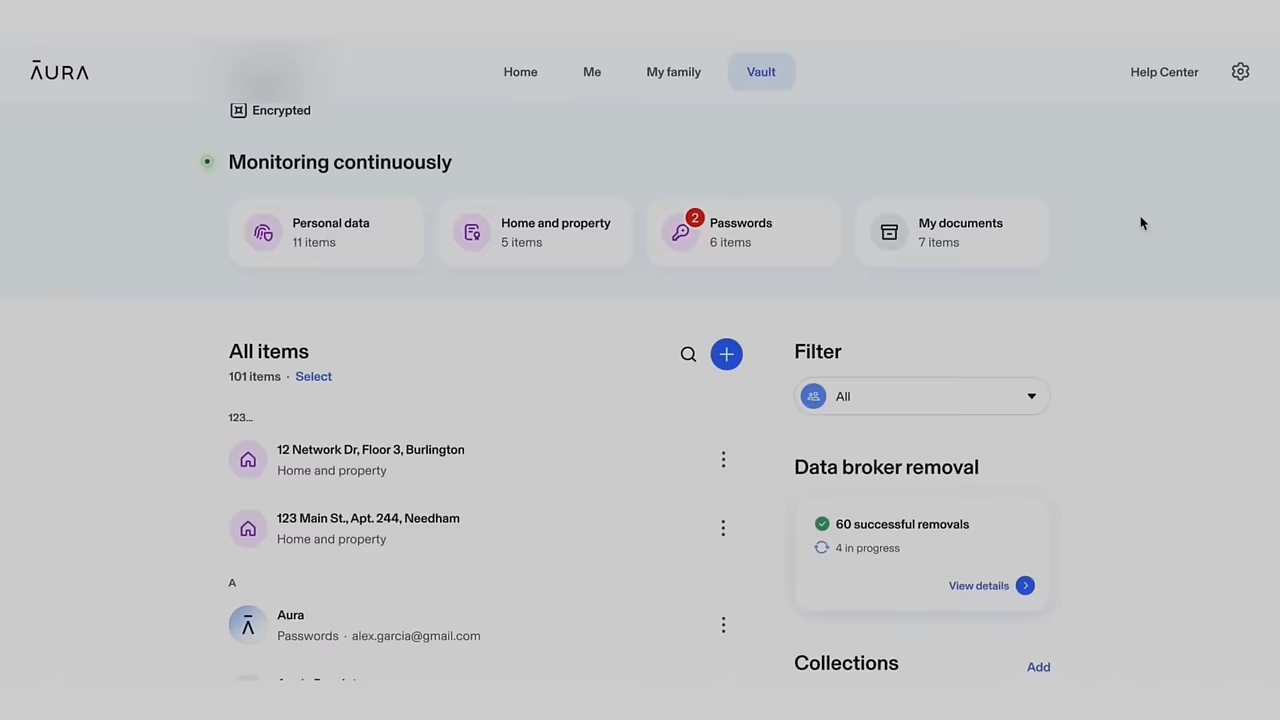 ĀURA
Home
Me
My family
Vault
Help Center
Encrypted
Monitoring continuously
Personal data
11 items
Home and property
5 items
2
Passwords
6 items
My documents
7 items
All items
101 items · Select
123...
12 Network Dr, Floor 3, Burlington
Home and property
123 Main St., Apt. 244, Needham
Home and property
A
Ā
Aura
Passwords · alex.garcia@gmail.com
Filter
All
Data broker removal
60 successful removals
4 in progress
View details
Collections
Add